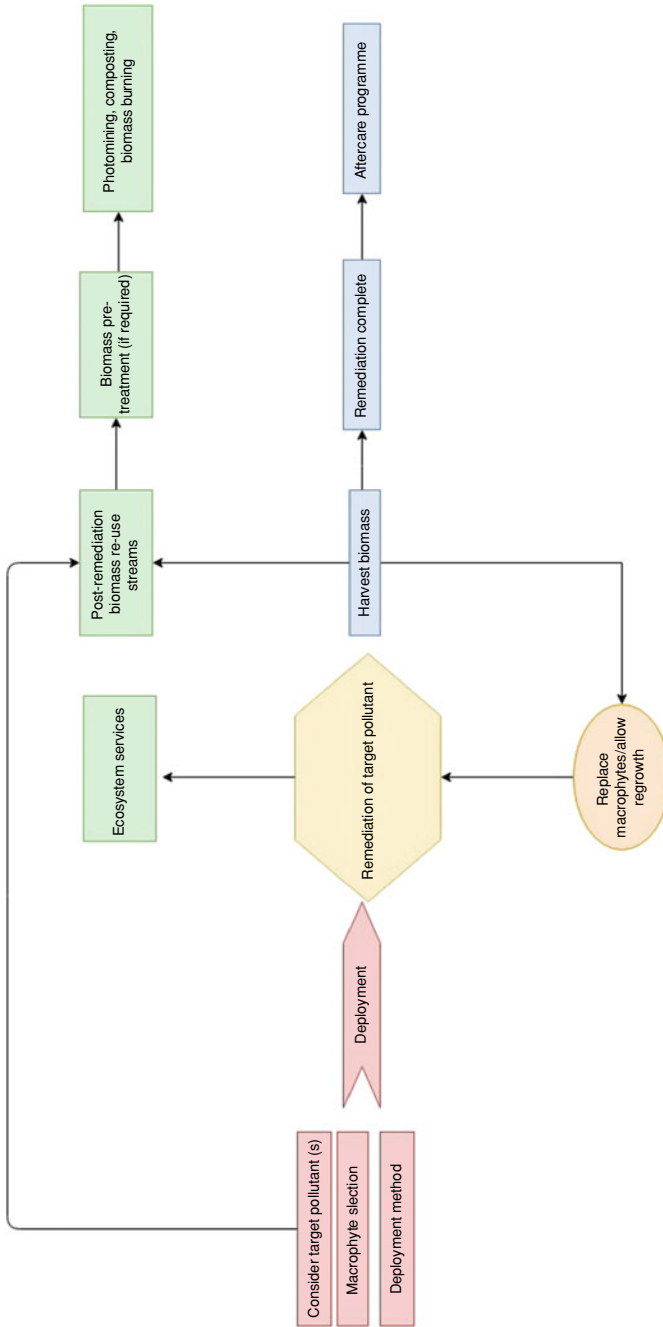 Consider target pollutant (s)
Macrophyte slection
Deployment method
Deployment
Remediation of target pollutant
Ecosystem services
Replace
macrophytes/allow
regrowth
Harvest biomass
Post-remediation
biomass re-use
streams
Biomass pre-
treatment (if required)
Photomining, composting,
biomass burning
Remediation complete
Aftercare programme